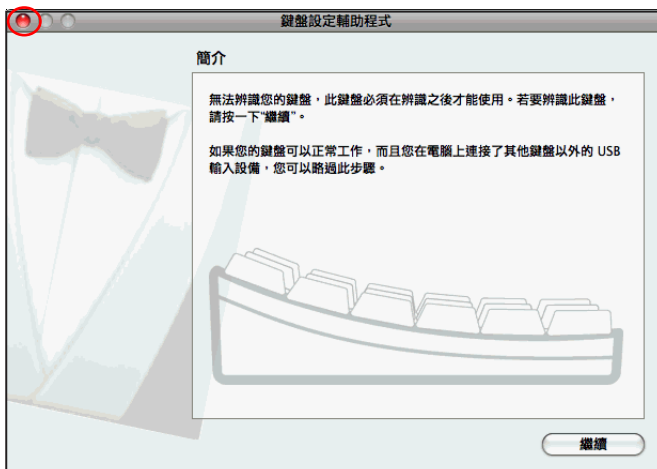 鍵盤設定輔助程式
簡介
無法辨識您的鍵盤，此鍵盤必須在辨識之後才能使用。若要辨識此鍵盤，
請按一下“繼續”。
如果您的鍵盤可以正常工作，而且您在電腦上連接了其他鍵盤以外的 USB
輸入設備，您可以略過此步驟。
繼續